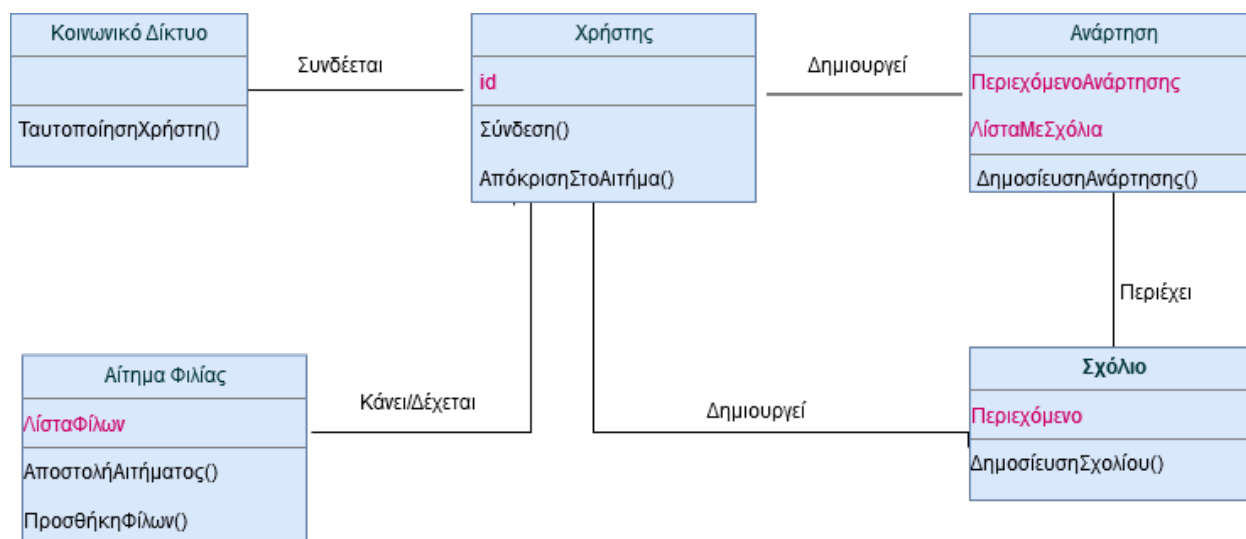 Κοινωνικό Δίκτυο
ΤαυτοποίησηΧρήστη()
Συνδέεται
Χρήστης
id
Σύνδεση()
ΑπόκρισηΣτοΑιτήμα()
Δημιουργεί
Ανάρτηση
ΠεριεχόμενοΑνάρτησης
ΛίσταΜεΣχόλια
ΔημοσίευσηΑνάρτησης()
Περιέχει
Αίτημα Φιλίας
ΛίσταΦίλων
ΑποστολήΑιτήματος()
ΠροσθήκηΦίλων()
Κάνει/Δέχεται
Δημιουργεί
Σχόλιο
Περιεχόμενο
ΔημοσίευσηΣχολίου()